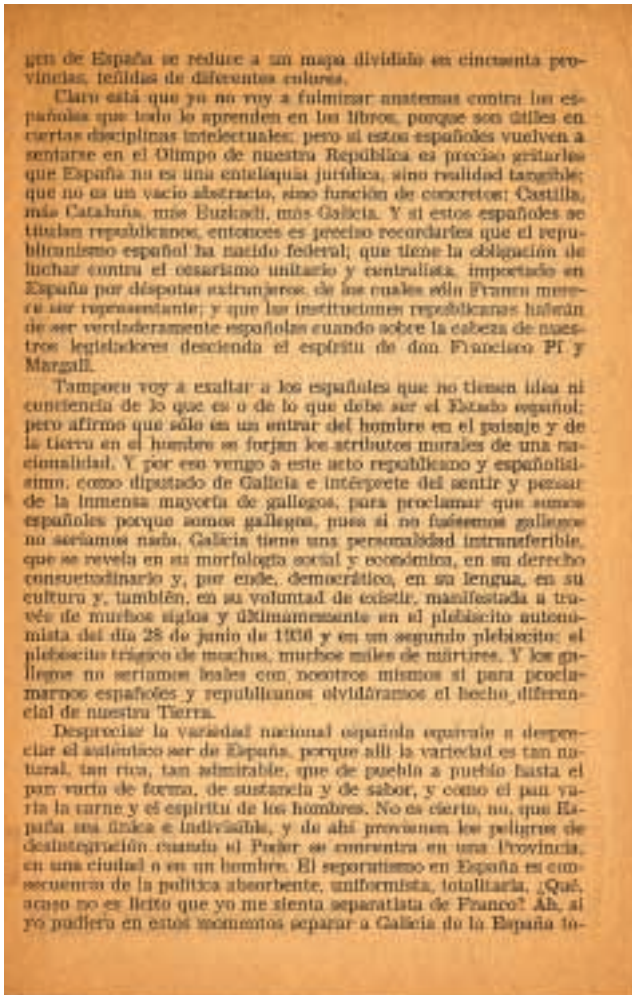 gen de España se reduce a un mapa dividido en cincuenta pro-
vincias, teñidas de diferentes colores.
Claro está que yo no voy a fulminar anatemas contra los es-
pañoles que todo lo aprenden en los libros, porque son útiles en
ciertas disciplinas intelectuales; pero si estos españoles vuelven a
sentarse en el Olimpo de nuestra República es preciso gritarles
que España no es una entelequia jurídica, sino realidad tangible;
que no es un vacío abstracto, sino función de concretos: Castilla,
más Cataluña, más Euzkadi, más Galicia. Y si estos españoles se
titulan republicanos, entonces es preciso recordarles que el repu-
blicanismo español ha nacido federal; que tiene la obligación de
luchar contra el cesarismo unitario y centralista, importado en
España por déspotas extranjeros, de los cuales sólo Franco mere-
ce ser representante; y que las instituciones republicanas habrán
de ser verdaderamente españolas cuando sobre la cabeza de nues-
tros legisladores descienda el espíritu de don Francisco Pí y
Margall.
Tampoco voy a exaltar a los españoles que no tienen idea ni
conciencia de lo que es o de lo que debe ser el Estado español;
pero afirmo que sólo en un entrar del hombre en el paisaje y de
la tierra en el hombre se forjan los atributos morales de una na-
cionalidad. Y por eso vengo a este acto republicano y españolísi-
simo, como diputado de Galicia e intérprete del sentir y pensar
de la inmensa mayoría de gallegos, para proclamar que somos
españoles porque somos gallegos, pues si no fuésemos gallegos
no seríamos nada. Galicia tiene una personalidad intransferible,
que se revela en su morfología social y económica, en su derecho
consuetudinario y, por ende, democrático, en su lengua, en su
cultura y, también, en su voluntad de existir, manifestada a tra-
vés de muchos siglos y últimamemente en el plebiscito autono-
mista del día 28 de junio de 1936 y en un segundo plebiscito: el
plebiscito trágico de muchos, muchos miles de mártires. Y los ga-
llegos no seríamos leales con nosotros mismos si para procla-
marnos españoles y republicanos olvidáramos el hecho diferen-
cial de nuestra Tierra.
Despreciar la variedad nacional española equivale a despre-
ciar el auténtico ser de España, porque allí la variedad es tan na-
tural, tan rica, tan admirable, que de pueblo a pueblo hasta el
pan varía de forma, de sustancia y de sabor, y como el pan va-
ría la carne y el espíritu de los hombres. No es cierto, no, que Es-
paña sea única e indivisible, y de ahí provienen los peligros de
desintegración cuando el Poder se concentra en una Provincia,
en una ciudad o en un hombre. El separatismo en España es con-
secuencia de la política absorbente, uniformista, totalitaria. ¿Qué,
acaso no es lícito que yo me sienta separatista de Franco? Ah, si
yo pudiera en estos momentos separar a Galicia de la España to-